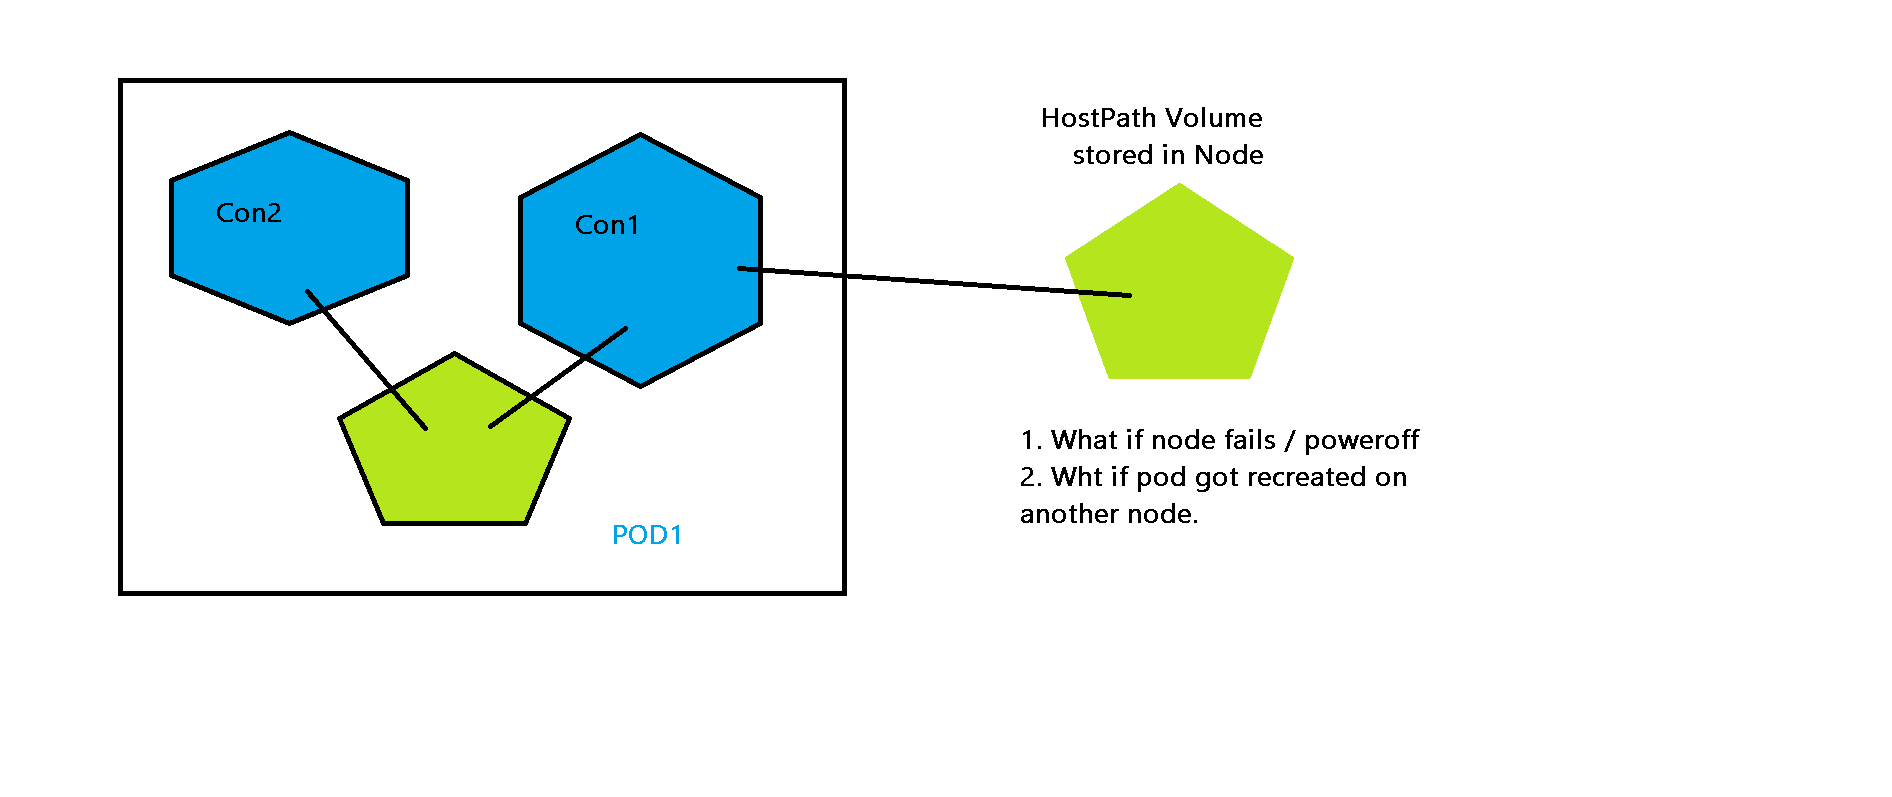 HostPath Volume
stored in Node
Con2
Con1
1. What if node fails / poweroff
2. Wht if pod got recreated on
another node.
POD1